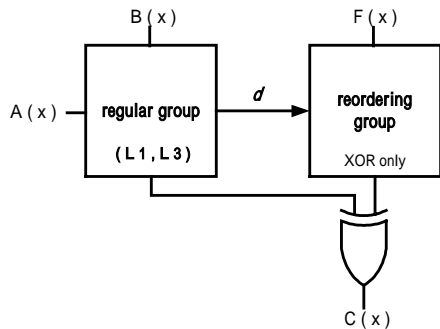 B ( x )
F ( x )
A ( x )
regular group
( L 1 , L 3 )
d
reordering
group
XOR only
C ( x )